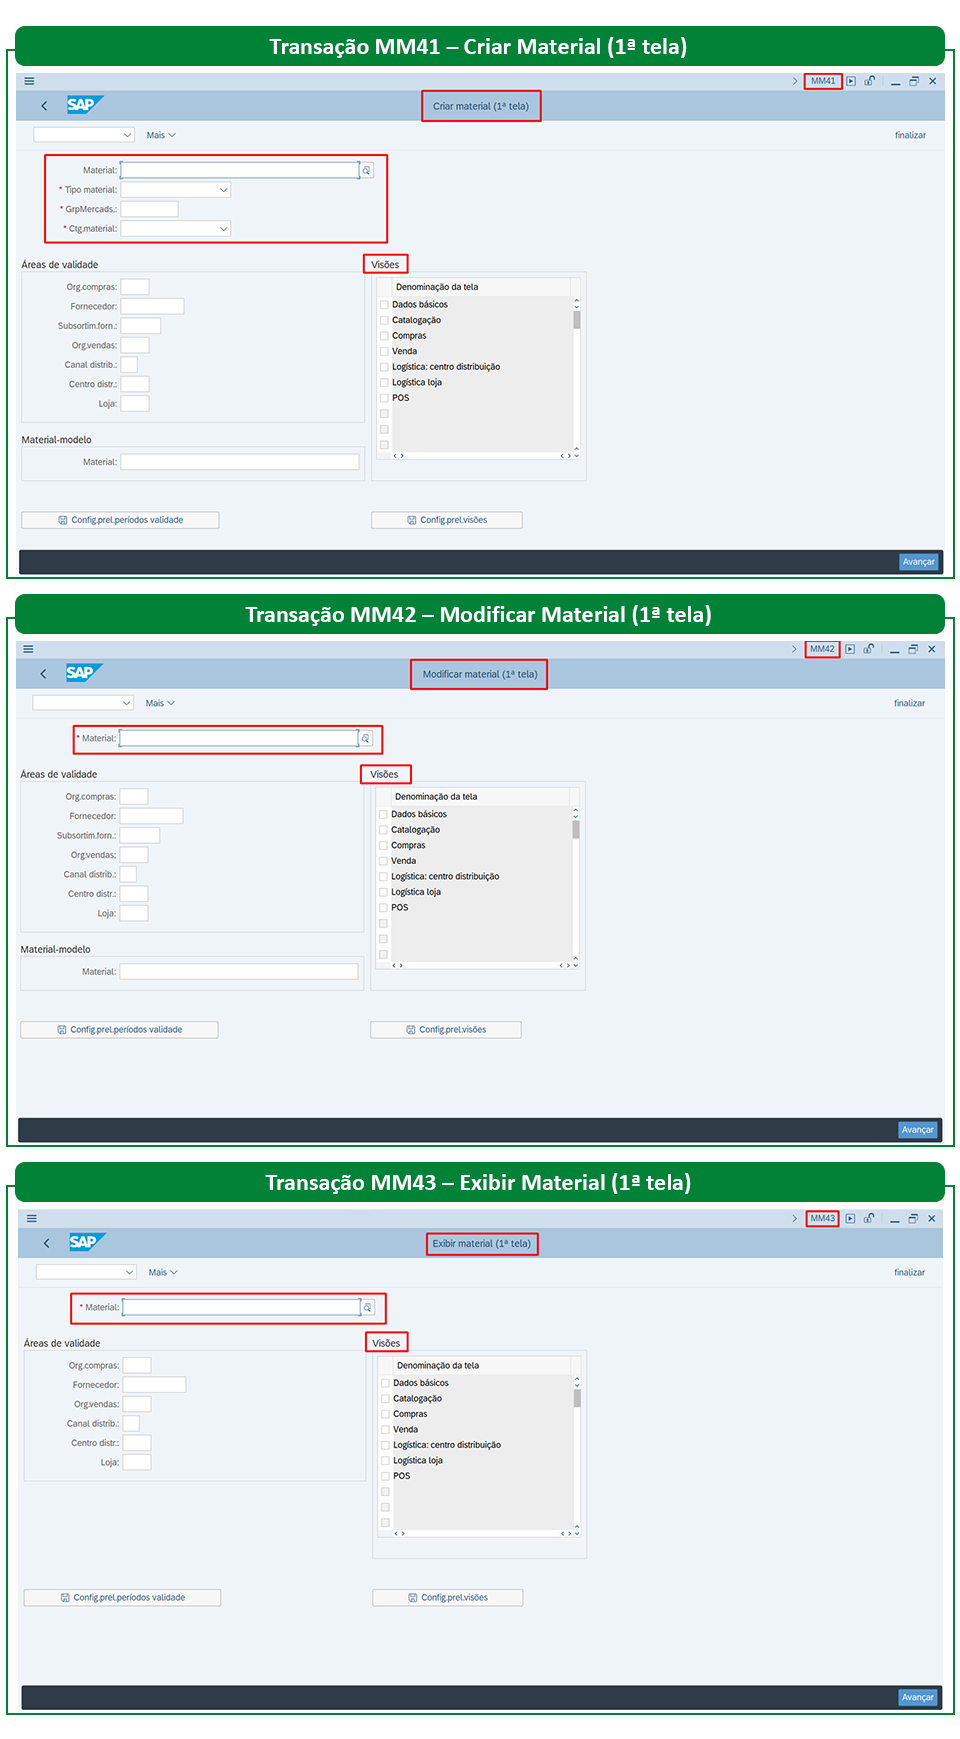 Transação MM41 – Criar Material (1ª tela)
MM41
SAP
Criar material (1ª tela)
Mais
finalizar
Material:
* Tipo material:
* GrpMercads.:
* Ctg.material:
Áreas de validade
Visões
Org.compras:
Denominação da tela
Fornecedor:
Dados básicos
Subsortim.forn.:
Catalogação
Org.vendas:
Compras
Canal distrib.:
Venda
Centro distr.:
Logística: centro distribuição
Loja:
Logística loja
POS
Material-modelo
Material:
Config.prel.períodos validade
Config.prel.visões
Avançar
Transação MM42 – Modificar Material (1ª tela)
MM42
SAP
Modificar material (1ª tela)
Mais
finalizar
* Material:
Áreas de validade
Visões
Org.compras:
Denominação da tela
Fornecedor:
Dados básicos
Subsortim.forn.:
Catalogação
Org.vendas:
Compras
Canal distrib.:
Venda
Centro distr.:
Logística: centro distribuição
Loja:
Logística loja
POS
Material-modelo
Material:
Config.prel.períodos validade
Config.prel.visões
Avançar
Transação MM43 – Exibir Material (1ª tela)
MM43
SAP
Exibir material (1ª tela)
Mais
finalizar
* Material:
Áreas de validade
Visões
Org.compras:
Denominação da tela
Fornecedor:
Dados básicos
Org.vendas:
Catalogação
Canal distrib.:
Compras
Centro distr.:
Venda
Loja:
Logística: centro distribuição
Logística loja
POS
Config.prel.períodos validade
Config.prel.visões
Avançar